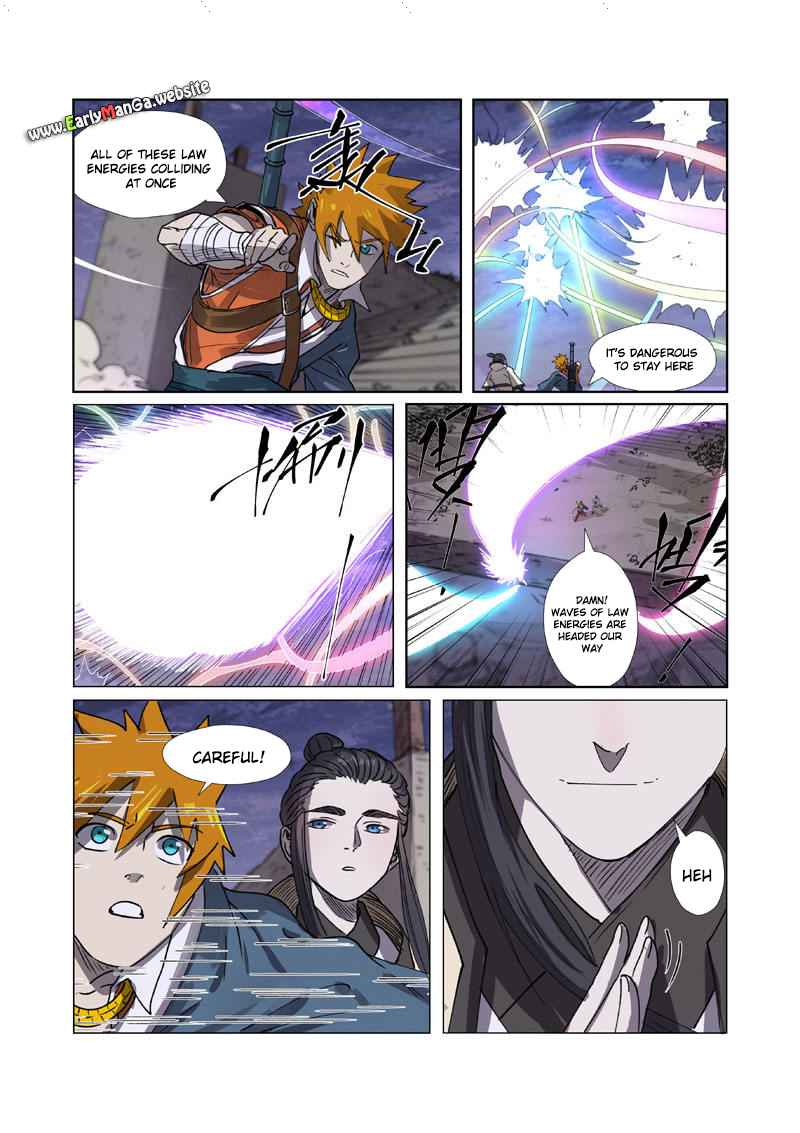 www.EarlyManGa.website
ALL OF THESE LAW
ENERGIES COLLIDING
AT ONCE
IT'S DANGEROUS
TO STAY HERE
DAMN!
WAVES OF LAW
ENERGIES ARE
HEADED OUR
WAY
CAREFUL!
HEH